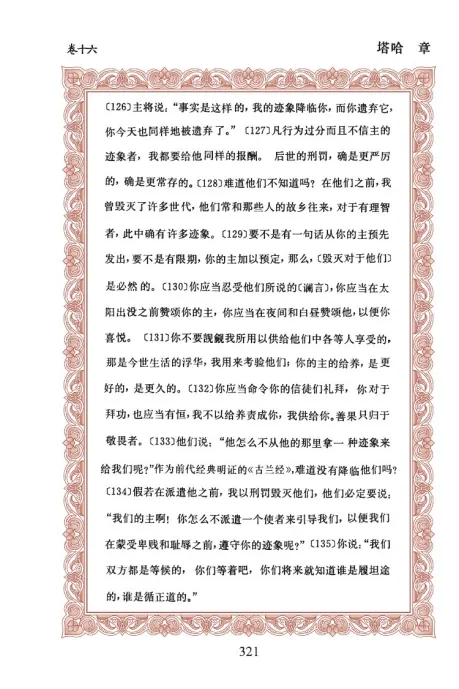 卷十六
塔哈 章
〔126〕主将说：“事实是这样的，我的迹象降临你，而你遗弃它，
你今天也同样地被遗弃了。”〔127〕凡行为过分而且不信主的
迹象者，我都要给他同样的报酬。 后世的刑罚，确是更严厉
的，确是更常存的。〔128〕难道他们不知道吗？在他们之前，我
曾毁灭了许多世代，他们常和那些人的故乡往来，对于有理智
者，此中确有许多迹象。〔129〕要不是有一句话从你的主预先
发出，要不是有限期，你的主加以预定，那么，〔毁灭对于他们〕
是必然的。〔130〕你应当忍受他们所说的〔谰言〕，你应当在太
阳出没之前赞颂你的主，你应当在夜间和白昼赞颂他，以便你
喜悦。〔131〕你不要觊觎我所用以供给他们中各等人享受的，
那是今世生活的浮华，我用来考验他们；你的主的给养，是更
好的，是更久的。〔132〕你应当命令你的信徒们礼拜，你对于
拜功，也应当有恒，我不以给养责成你，我供给你。善果只归于
敬畏者。〔133〕他们说：“他怎么不从他的那里拿一种迹象来
给我们呢？”作为前代经典明证的《古兰经》，难道没有降临他们吗？
〔134〕假若在派遣他之前，我以刑罚毁灭他们，他们必定要说：
“我们的主啊！你怎么不派遣一个使者来引导我们，以便我们
在蒙受卑贱和耻辱之前，遵守你的迹象呢？”〔135〕你说：“我们
双方都是等候的， 你们等着吧， 你们将来就知道谁是履坦途
的，谁是循正道的。”
321